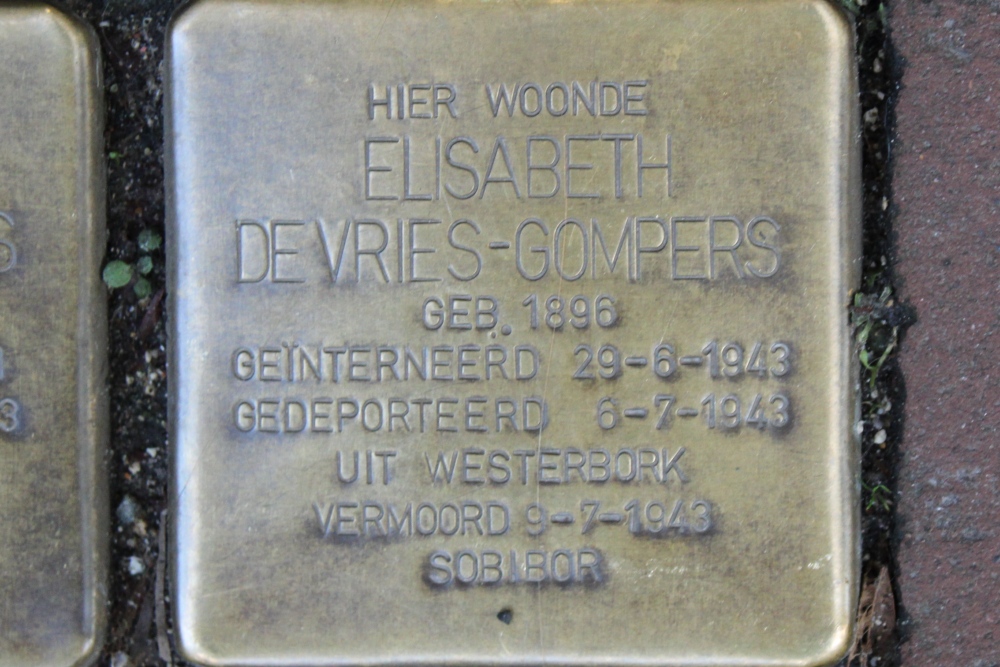 HIER WOONDE
ELISABETH
DE VRIES-GOMPERS
GEB. 1896
GEÏNTERNEERD 29-6-1943
GEDEPORTEERD 6-7-1943
UIT WESTERBORK
VERMOORD 9-7-1943
SOBIBOR